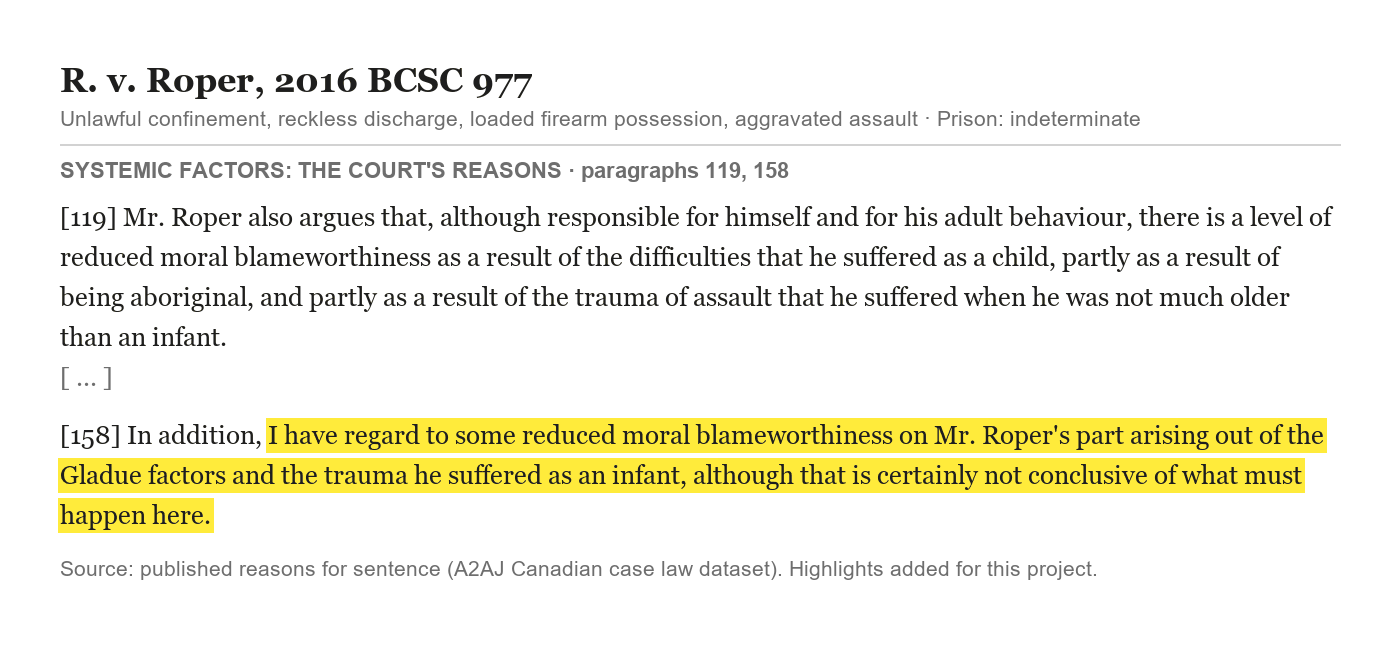 R. v. Roper, 2016 BCSC 977
Unlawful confinement, reckless discharge, loaded firearm possession, aggravated assault · Prison: indeterminate
SYSTEMIC FACTORS: THE COURT'S REASONS · paragraphs 119, 158
[119] Mr. Roper also argues that, although responsible for himself and for his adult behaviour, there is a level of
reduced moral blameworthiness as a result of the difficulties that he suffered as a child, partly as a result of
being aboriginal, and partly as a result of the trauma of assault that he suffered when he was not much older
than an infant.
[ ... ]
[158] In addition, I have regard to some reduced moral blameworthiness on Mr. Roper's part arising out of the
Gladue factors and the trauma he suffered as an infant, although that is certainly not conclusive of what must
happen here.
Source: published reasons for sentence (A2AJ Canadian case law dataset). Highlights added for this project.